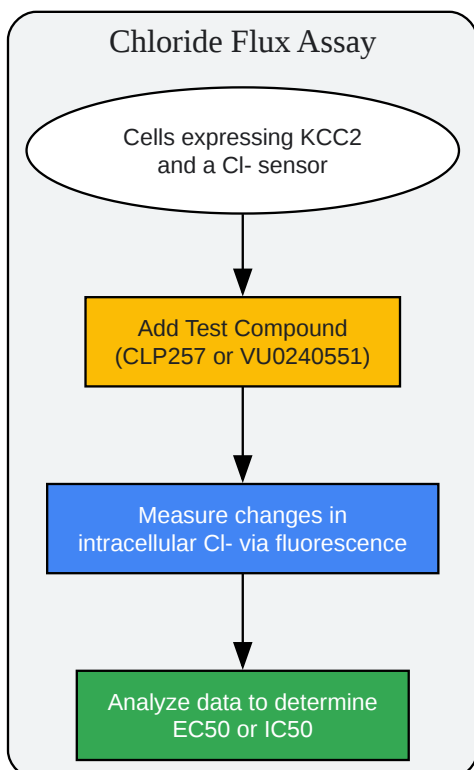 Chloride Flux Assay
Cells expressing KCC2
and a Cl- sensor
Add Test Compound
(CLP257 or VU0240551)
Measure changes in
intracellular Cl- via fluorescence
Analyze data to determine
EC50 or IC50